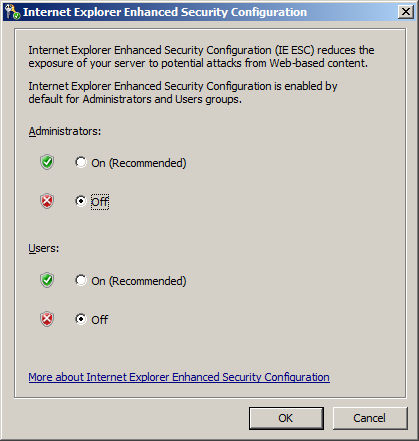 Internet Explorer Enhanced Security Configuration
Internet Explorer Enhanced Security Configuration (IE ESC) reduces the
exposure of your server to potential attacks from Web-based content.
Internet Explorer Enhanced Security Configuration is enabled by
default for Administrators and Users groups.
Administrators:
On (Recommended)
Off
Users:
On (Recommended)
Off
More about Internet Explorer Enhanced Security Configuration
OK Cancel